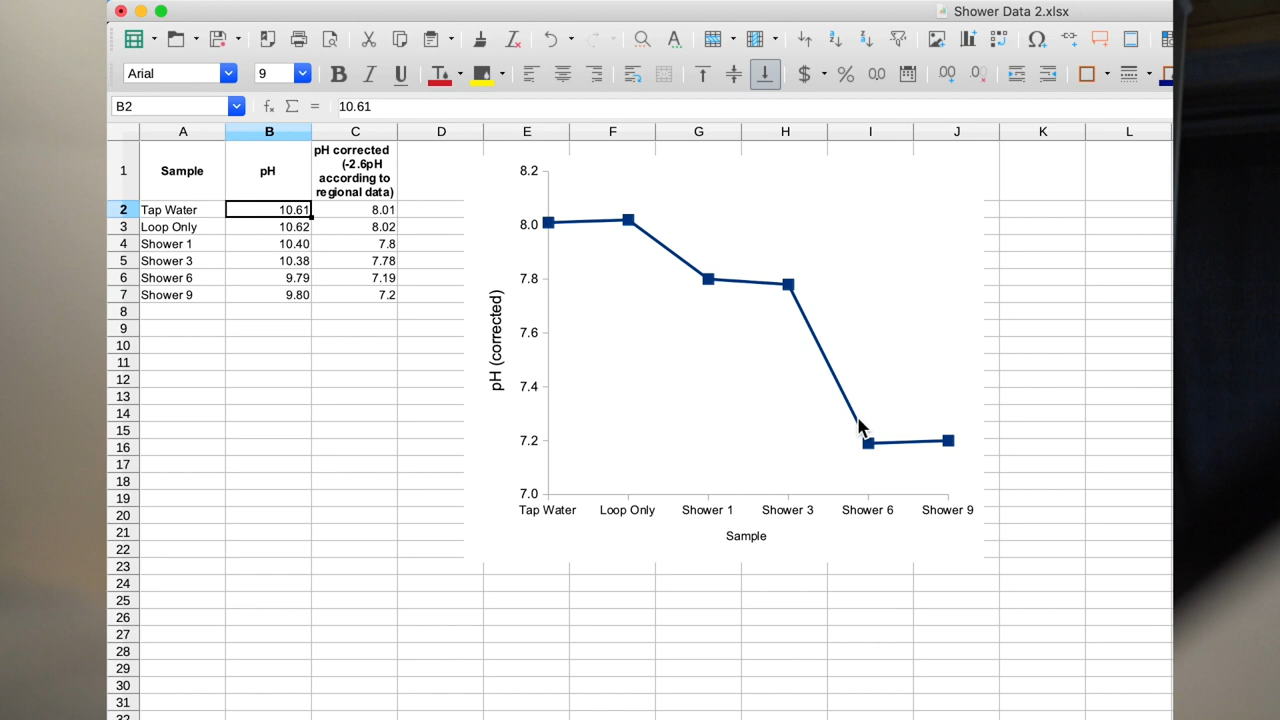 Shower Data 2.xlsx
Arial 9
B2 10.61
A B C D E F G H I J K L
1 Sample pH pH corrected
(-2.6pH
according to
regional data)
2 Tap Water 10.61 8.01
3 Loop Only 10.62 8.02
4 Shower 1 10.40 7.8
5 Shower 3 10.38 7.78
6 Shower 6 9.79 7.19
7 Shower 9 9.80 7.2
8
9
10
11
12
13
14
15
16
17
18
19
20
21
22
23
24
25
26
27
28
29
30
31
32
pH (corrected)
8.2
8.0
7.8
7.6
7.4
7.2
7.0
Tap Water Loop Only Shower 1 Shower 3 Shower 6 Shower 9
Sample